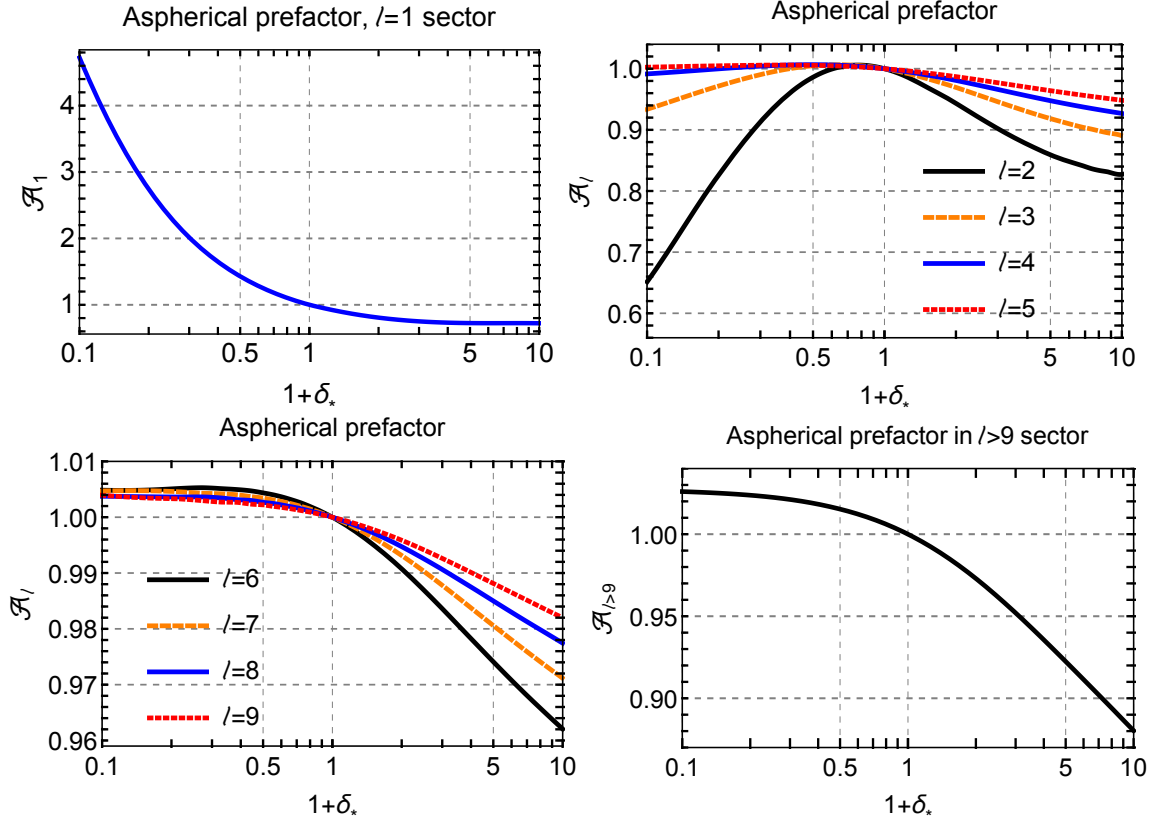 Aspherical prefactor, l=1 sector
4
3
2
1
𝒜1
0.1 0.5 1 5 10
1+δ*
Aspherical prefactor
1.0
0.9
0.8
0.7
0.6
𝒜l
l=2
l=3
l=4
l=5
0.1 0.5 1 5 10
1+δ*
Aspherical prefactor
1.01
1.00
0.99
0.98
0.97
0.96
𝒜l
l=6
l=7
l=8
l=9
0.1 0.5 1 5 10
1+δ*
Aspherical prefactor in l>9 sector
1.00
0.95
0.90
𝒜l>9
0.1 0.5 1 5 10
1+δ*